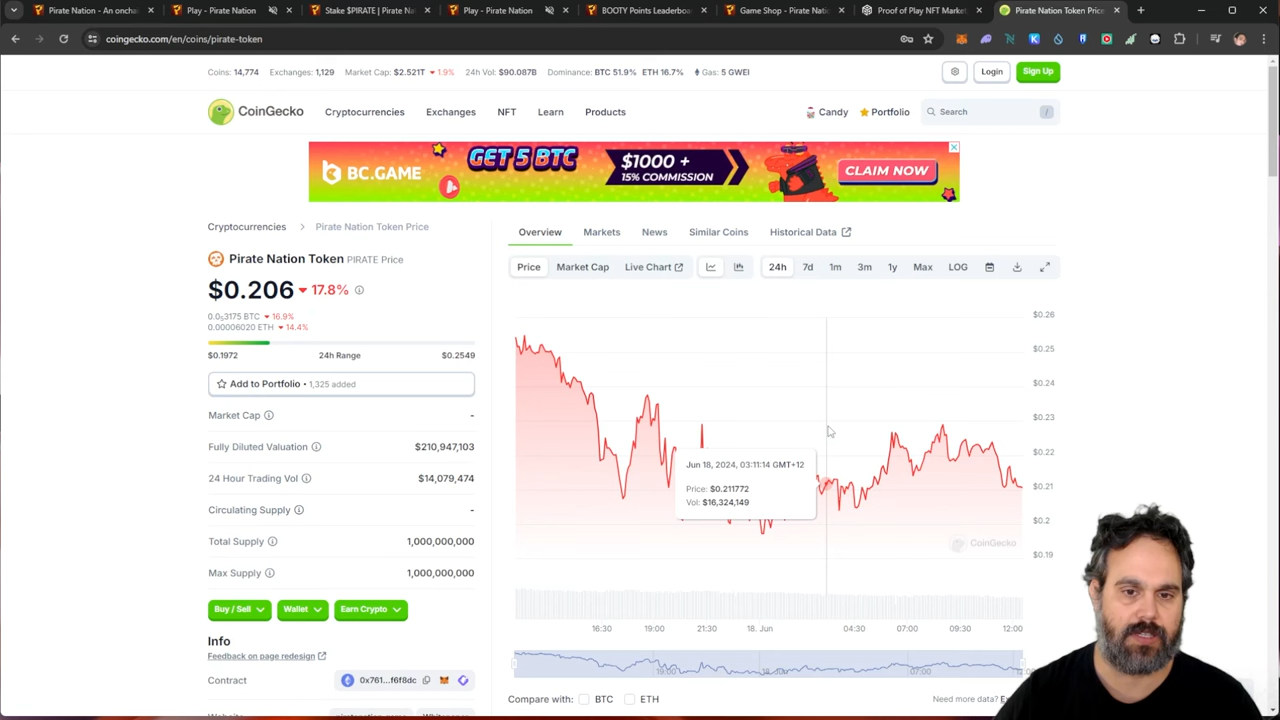 Pirate Nation - An onchai
Play - Pirate Nation
Stake $PIRATE | Pirate Na
Play - Pirate Nation
BOOTY Points Leaderboa
Game Shop - Pirate Natio
Proof of Play NFT Market
Pirate Nation Token Price
coingecko.com/en/coins/pirate-token
Coins: 14,774 Exchanges: 1,129 Market Cap: $2.521T 1.9% 24h Vol: $90.087B Dominance: BTC 51.9% ETH 16.7% Gas: 5 GWEI
Login
Sign Up
CoinGecko
Cryptocurrencies Exchanges NFT Learn Products
Candy Portfolio Search /
BC.GAME GET 5 BTC $1000 + 15% COMMISSION CLAIM NOW
Cryptocurrencies > Pirate Nation Token Price
Pirate Nation Token PIRATE Price
$0.206 17.8%
0.0₅3175 BTC 16.9%
0.00006020 ETH 14.4%
$0.1972 24h Range $0.2549
Add to Portfolio • 1,325 added
Market Cap -
Fully Diluted Valuation $210,947,103
24 Hour Trading Vol $14,079,474
Circulating Supply -
Total Supply 1,000,000,000
Max Supply 1,000,000,000
Buy / Sell Wallet Earn Crypto
Info
Feedback on page redesign
Contract 0x761...f6f8dc
Overview Markets News Similar Coins Historical Data
Price Market Cap Live Chart 24h 7d 1m 3m 1y Max LOG
$0.26
$0.25
$0.24
$0.23
$0.22
$0.21
$0.2
$0.19
Jun 18, 2024, 03:11:14 GMT+12
Price: $0.211772
Vol: $16,324,149
CoinGecko
16:30 19:00 21:30 18. Jun 04:30 07:00 09:30 12:00
19:00 18. Jun 07:00
Compare with: BTC ETH
Need more data?